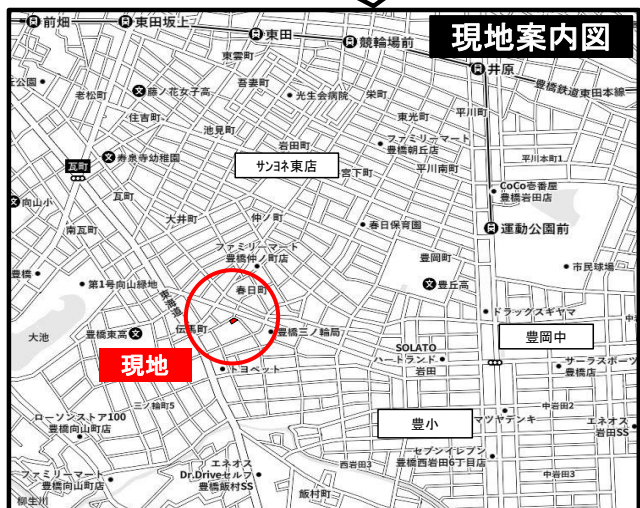 現地案内図
前畑
東田坂上
東田
競輪場前
井原
豊橋鉄道東田本線
東雲町
吾妻町
光生会病院
栄町
老松町
藤ノ花女子高
住吉町
池見町
岩田町
東光町
平川町
ファミリーマート
豊橋朝丘店
平川本町1
寿泉寺幼稚園
瓦町
サンヨネ東店
宮下町
平川南町
CoCo壱番屋
豊橋岩田店
向山小
瓦町
大井町
仲ノ町
春日保育園
運動公園前
南瓦町
ファミリーマート
豊橋仲ノ町店
豊岡町
市民球場
豊橋
第1号向山緑地
東海道
春日町
豊丘高
ドラッグスギヤマ
大池
豊橋東高
伝馬町
豊橋三ノ輪局
豊岡中
現地
トヨペット
SOLATO
ハートランド
岩田
サーラスポーツ
豊橋店
三ノ輪町5
中岩田2
ローソンストア100
豊橋向山町店
豊小
マツヤデンキ
エネオス
岩田SS
セブンイレブン
豊橋西岩田6丁目店
西岩田3
中岩田3
ファミリーマート
豊橋向山町店
エネオス
Dr.Driveセルフ
豊橋飯村SS
飯村町
柳生川